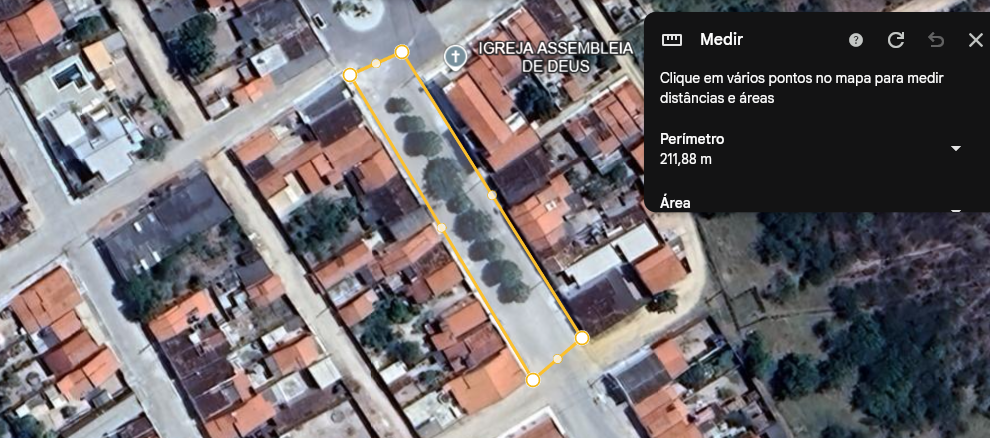 IGREJA ASSEMBLEIA
DE DEUS
Medir
Clique em vários pontos no mapa para medir
distâncias e áreas
Perímetro
211,88 m
Área